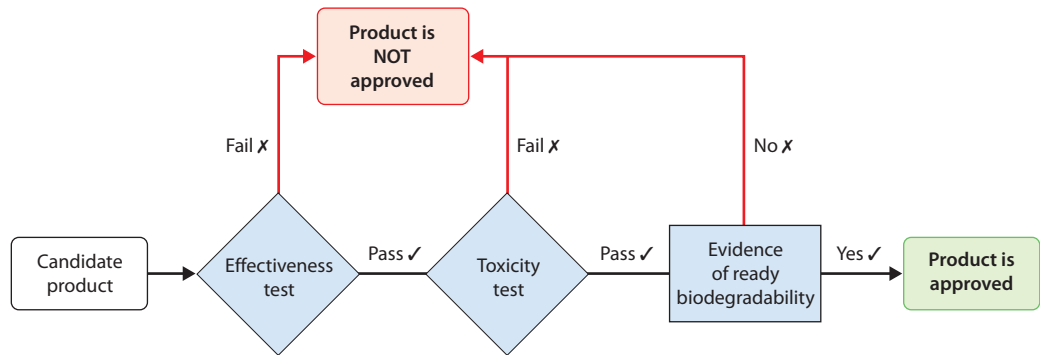 Product is
NOT
approved
Fail ✗
Fail ✗
No ✗
Candidate
product
Effectiveness
test
Pass ✓
Toxicity
test
Pass ✓
Evidence
of ready
biodegradability
Yes ✓
Product is
approved